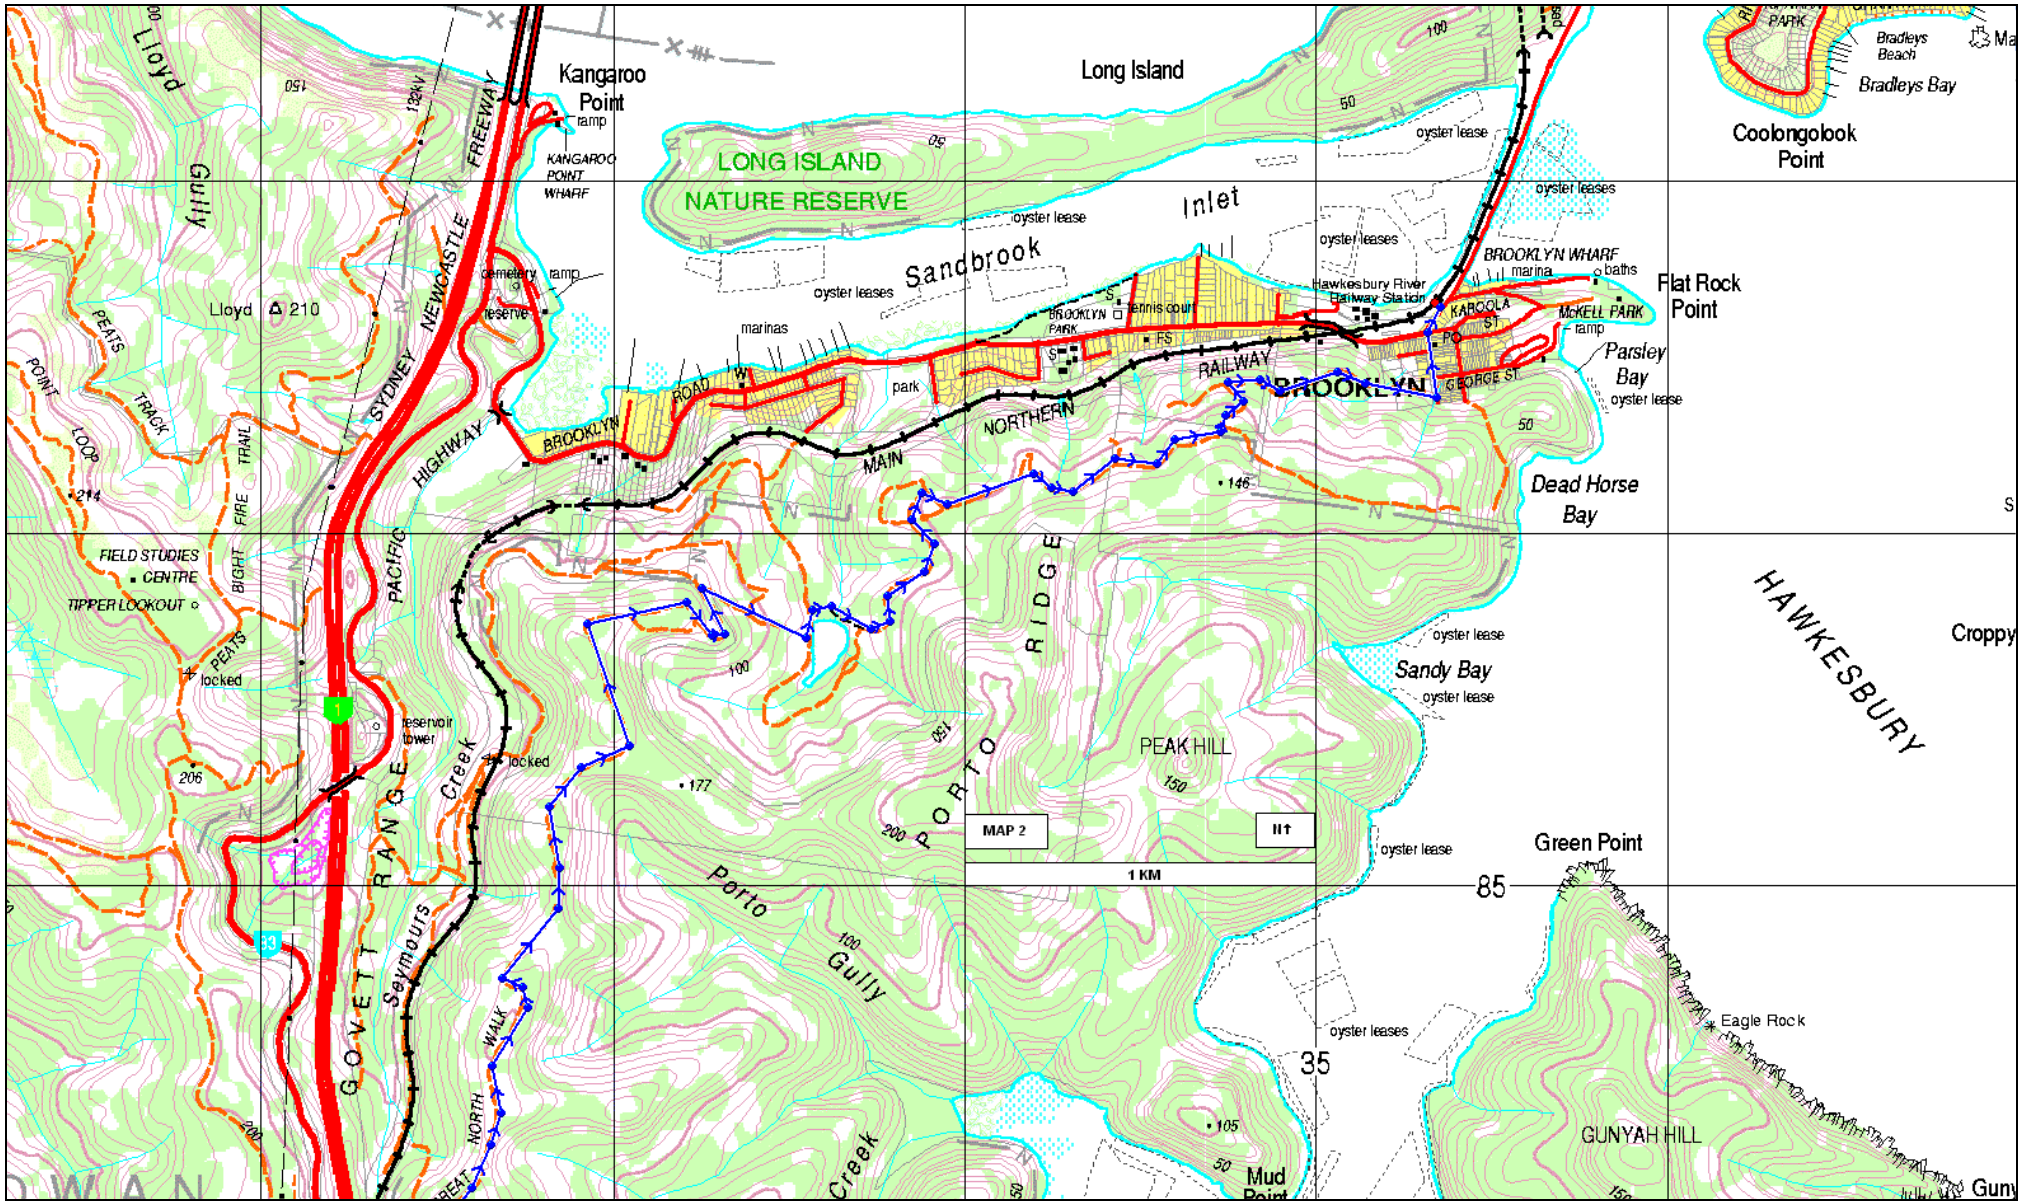 Lloyd
Gully
150
132kV
FREEWAY
Kangaroo
Point
ramp
KANGAROO
POINT
WHARF
Long Island
100
50
50
LONG ISLAND
NATURE RESERVE
oyster lease
oyster lease
oyster leases
PARK
Bradleys
Beach
Bradleys Bay
Coolongolook
Point
Sandbrook
Inlet
oyster leases
oyster leases
NEWCASTLE
SYDNEY
cemetery
ramp
reserve
Lloyd
210
PEATS
TRACK
POINT
LOOP
214
BIGHT FIRE TRAIL
HIGHWAY
PACIFIC
marinas
BROOKLYN
ROAD
W
park
BROOKLYN
PARK
S
S
tennis court
FS
Hawkesbury River
Railway Station
BROOKLYN WHARF
marina
baths
KAROOLA
ST
McKELL PARK
ramp
PO
GEORGE ST
Flat Rock
Point
Parsley
Bay
oyster lease
BROOKLYN
RAILWAY
NORTHERN
MAIN
146
50
Dead Horse
Bay
FIELD STUDIES
CENTRE
TIPPER LOOKOUT
PEATS
locked
1
reservoir
tower
206
83
GOVETT RANGE
Seymours
Creek
locked
100
177
150
200
PORTO
RIDGE
PEAK HILL
150
oyster lease
Sandy Bay
oyster lease
HAWKESBURY
Croppy
MAP 2
N↑
1 KM
oyster lease
Green Point
85
Porto
Gully
100
oyster leases
35
Eagle Rock
GUNYAH HILL
105
50
Mud
Point
Creek
50
NORTH
WALK
200
150